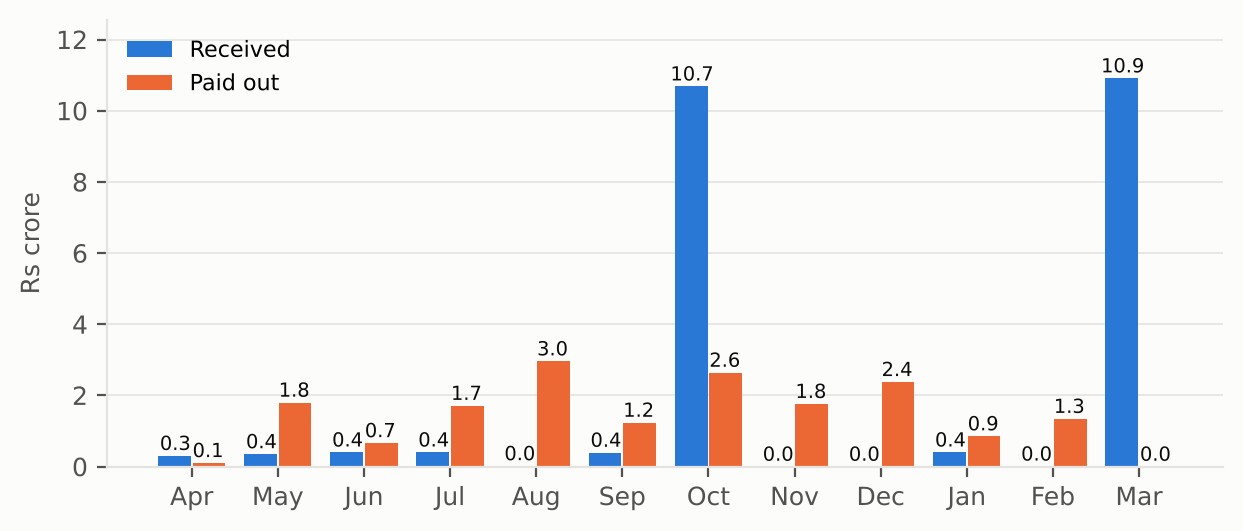 Received
Paid out
Rs crore
12
10
8
6
4
2
0
0.3 0.1 0.4 1.8 0.4 0.7 0.4 1.7 0.0 3.0 0.4 1.2 10.7 2.6 0.0 1.8 0.0 2.4 0.4 0.9 0.0 1.3 10.9 0.0
Apr May Jun Jul Aug Sep Oct Nov Dec Jan Feb Mar